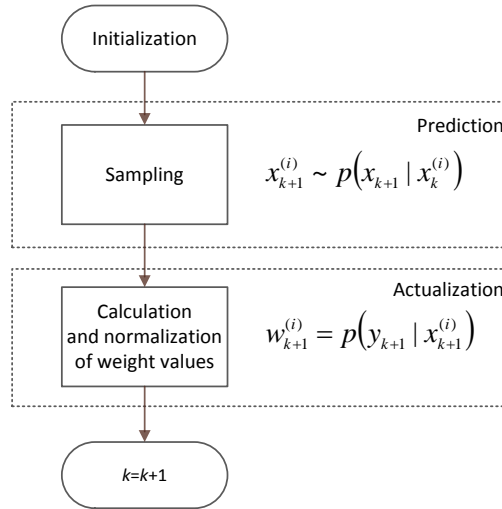 Initialization
Prediction
Sampling
x_{k+1}^{(i)} ~ p(x_{k+1} | x_k^{(i)})
Actualization
Calculation
and normalization
of weight values
w_{k+1}^{(i)} = p(y_{k+1} | x_{k+1}^{(i)})
k=k+1